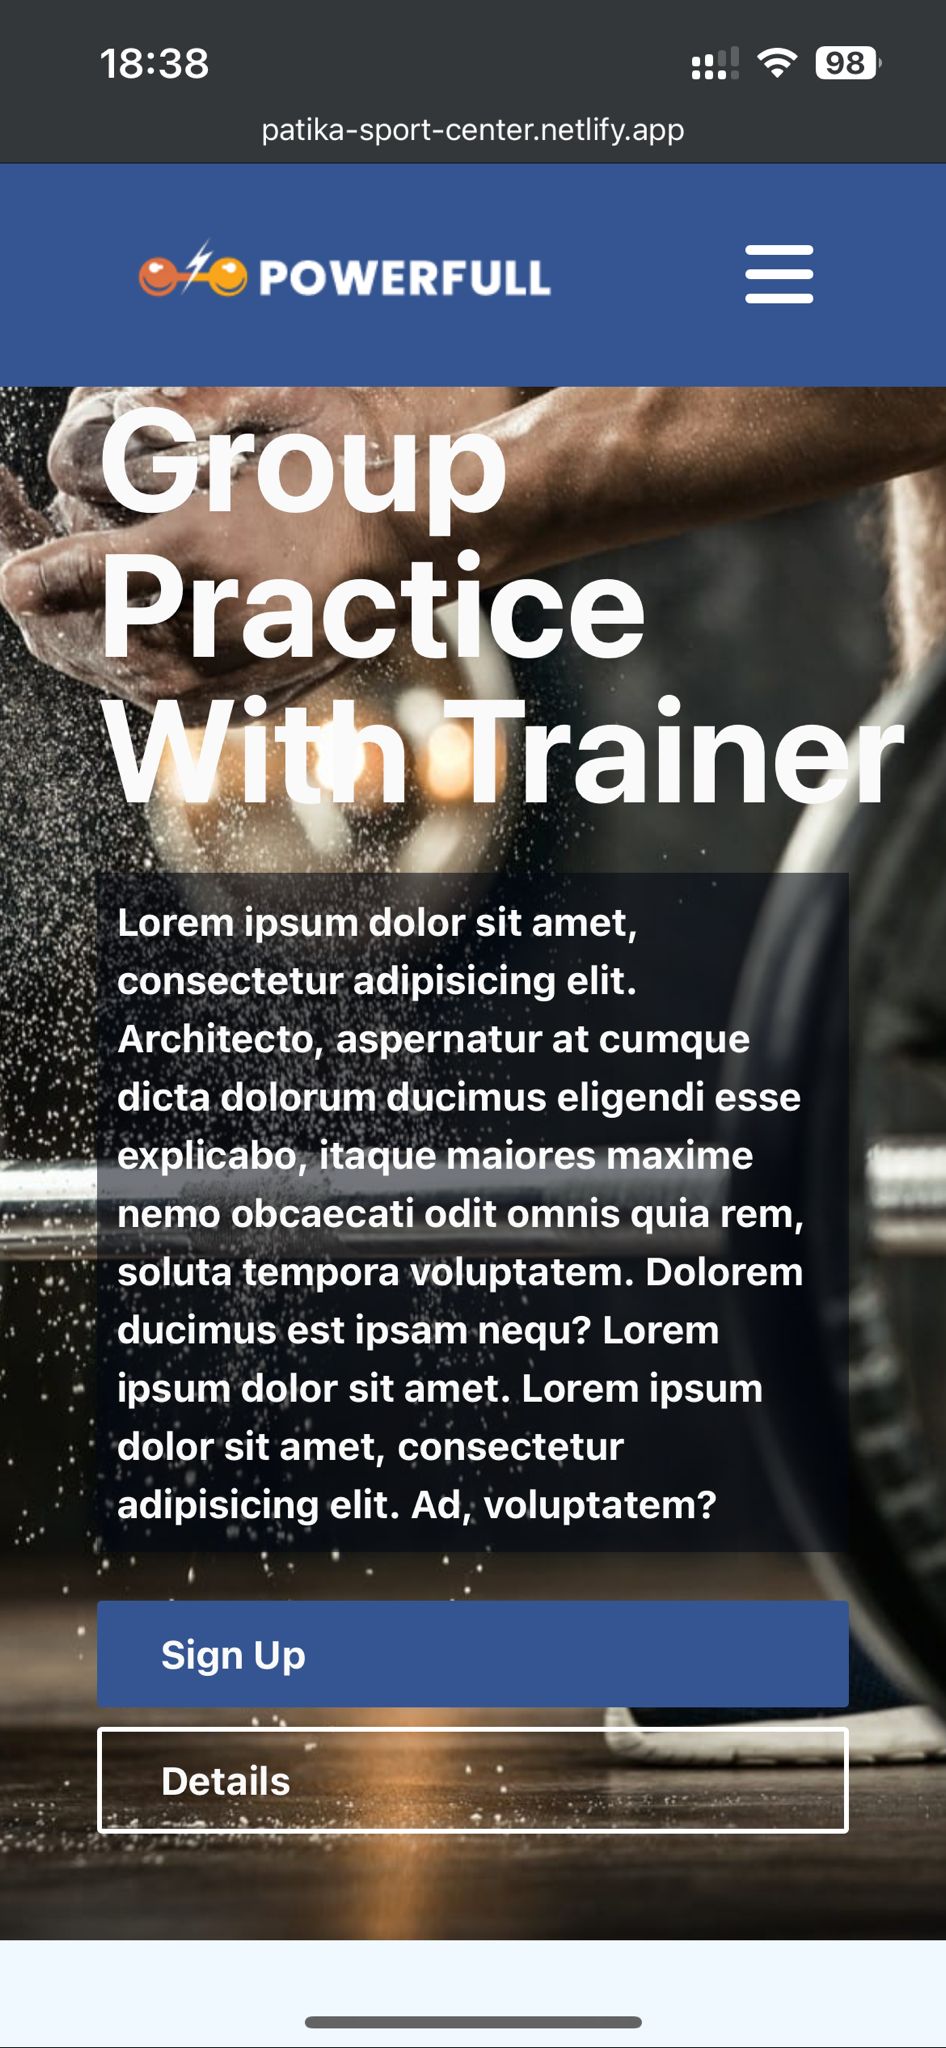 18:38
98
patika-sport-center.netlify.app
POWERFULL
Group
Practice
With Trainer
Lorem ipsum dolor sit amet,
consectetur adipisicing elit.
Architecto, aspernatur at cumque
dicta dolorum ducimus eligendi esse
explicabo, itaque maiores maxime
nemo obcaecati odit omnis quia rem,
soluta tempora voluptatem. Dolorem
ducimus est ipsam nequ? Lorem
ipsum dolor sit amet. Lorem ipsum
dolor sit amet, consectetur
adipisicing elit. Ad, voluptatem?
Sign Up
Details